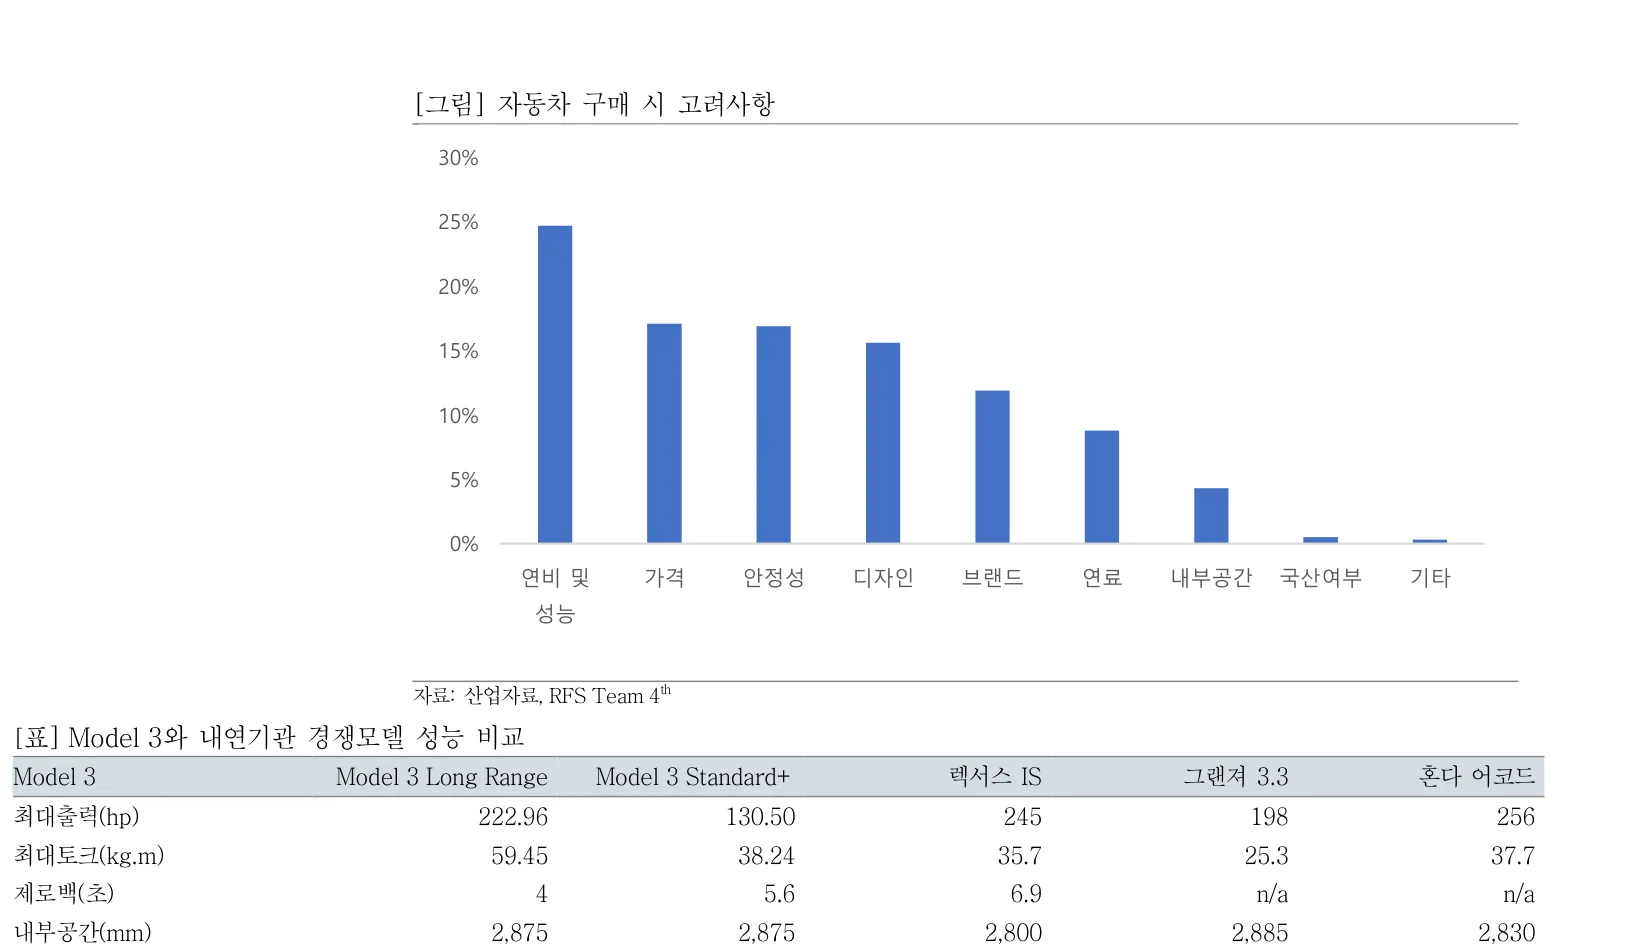 [그림] 자동차 구매 시 고려사항
30%
25%
20%
15%
10%
5%
0%
연비 및 가격 안정성 디자인 브랜드 연료 내부공간 국산여부 기타
성능
자료: 산업자료, RFS Team 4th
[표] Model 3와 내연기관 경쟁모델 성능 비교
Model 3 Model 3 Long Range Model 3 Standard+ 렉서스 IS 그랜져 3.3 혼다 어코드
최대출력(hp) 222.96 130.50 245 198 256
최대토크(kg.m) 59.45 38.24 35.7 25.3 37.7
제로백(초) 4 5.6 6.9 n/a n/a
내부공간(mm) 2,875 2,875 2,800 2,885 2,830